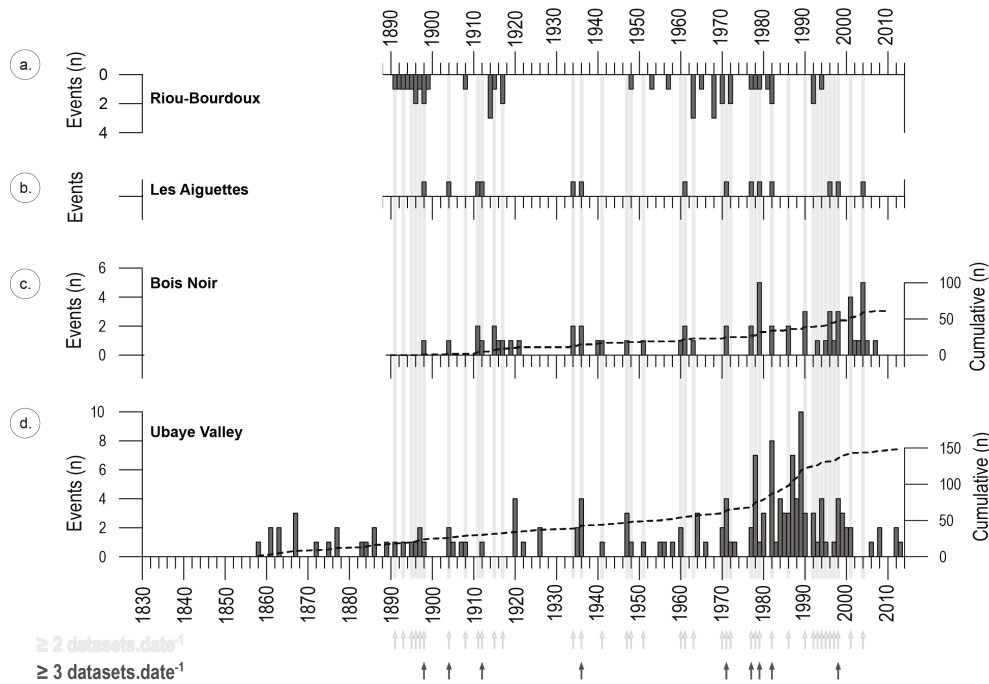 1890 1900 1910 1920 1930 1940 1950 1960 1970 1980 1990 2000 2010
a.
Events (n)
0
2
4
Riou-Bourdoux
b.
Events
Les Aiguettes
c.
Events (n)
6
4
2
0
Bois Noir
100
50
0
Cumulative (n)
d.
Events (n)
10
8
6
4
2
0
Ubaye Valley
150
100
50
0
Cumulative (n)
1830 1840 1850 1860 1870 1880 1890 1900 1910 1920 1930 1940 1950 1960 1970 1980 1990 2000 2010
≥ 2 datasets.date⁻¹
≥ 3 datasets.date⁻¹